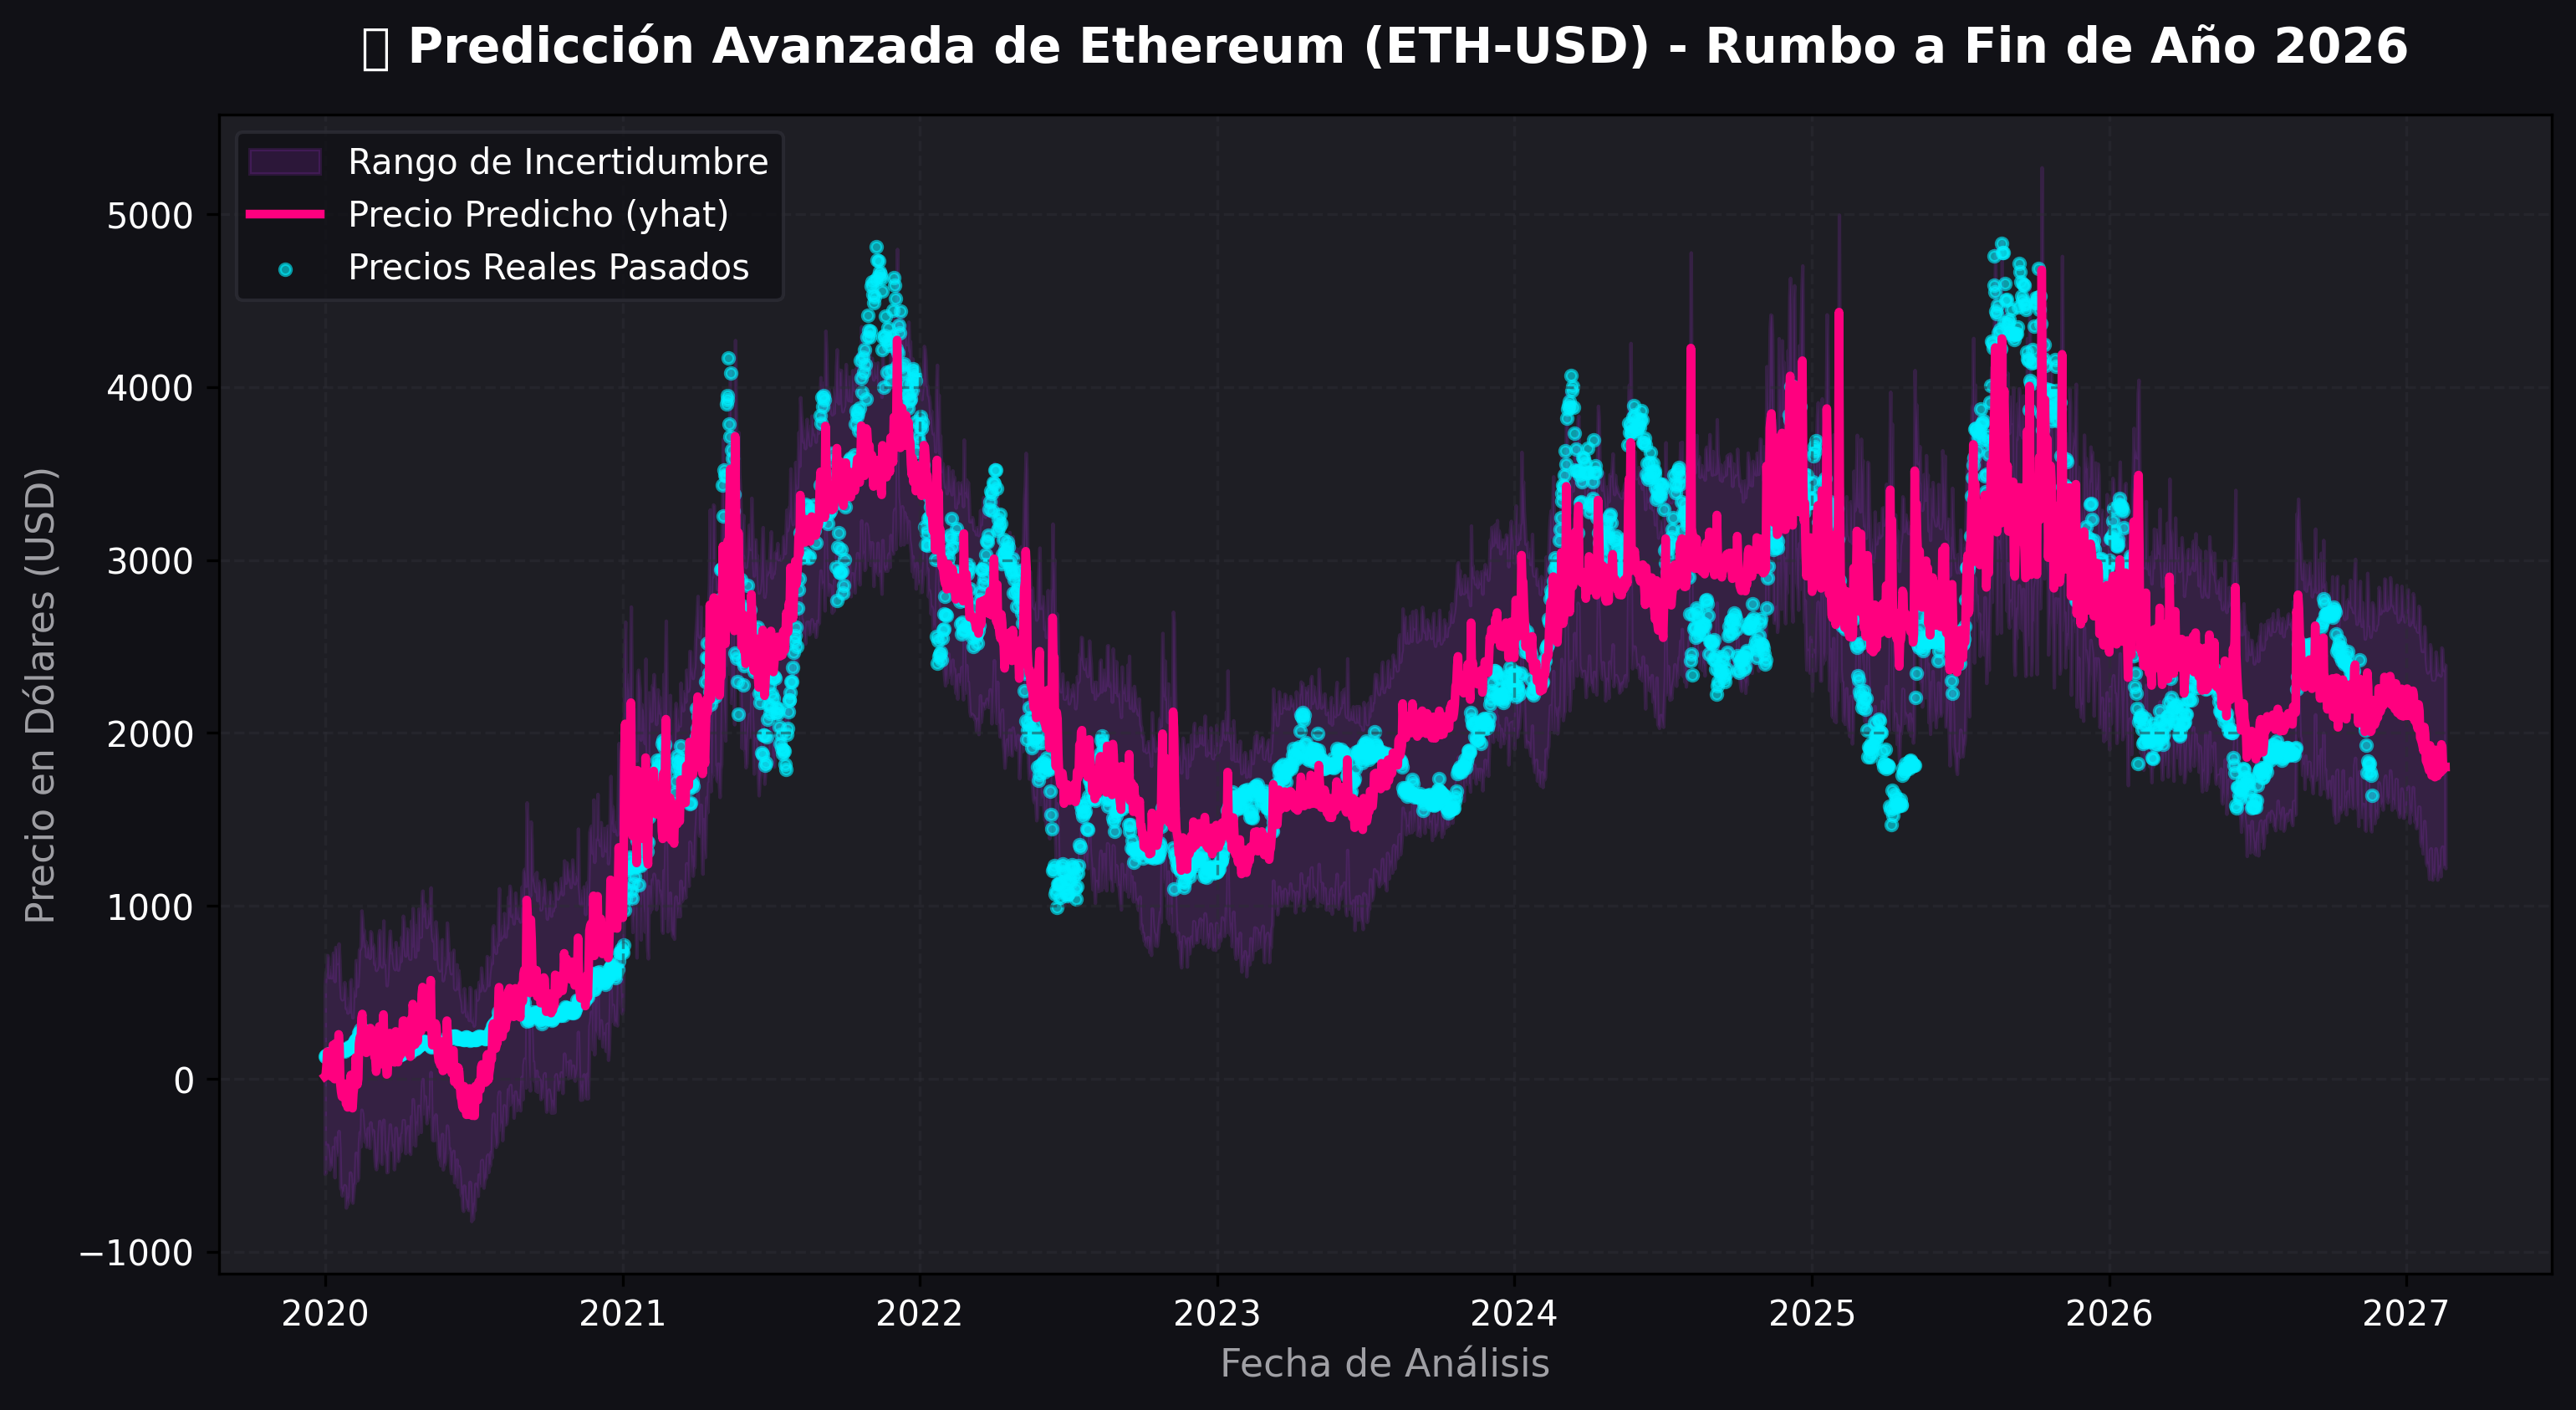 Predicción Avanzada de Ethereum (ETH-USD) - Rumbo a Fin de Año 2026
Rango de Incertidumbre
Precio Predicho (yhat)
Precios Reales Pasados
Precio en Dólares (USD)
5000
4000
3000
2000
1000
0
−1000
2020 2021 2022 2023 2024 2025 2026 2027
Fecha de Análisis